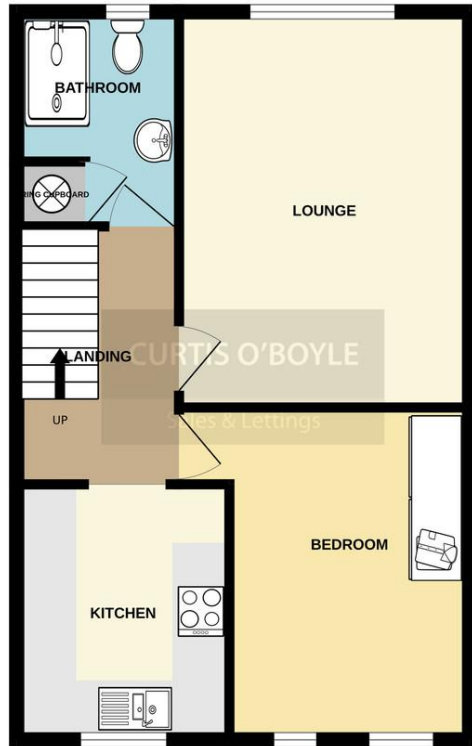 BATHROOM
RING CUPBOARD
LOUNGE
LANDING
CURTIS O'BOYLE
Sales & Lettings
UP
BEDROOM
KITCHEN